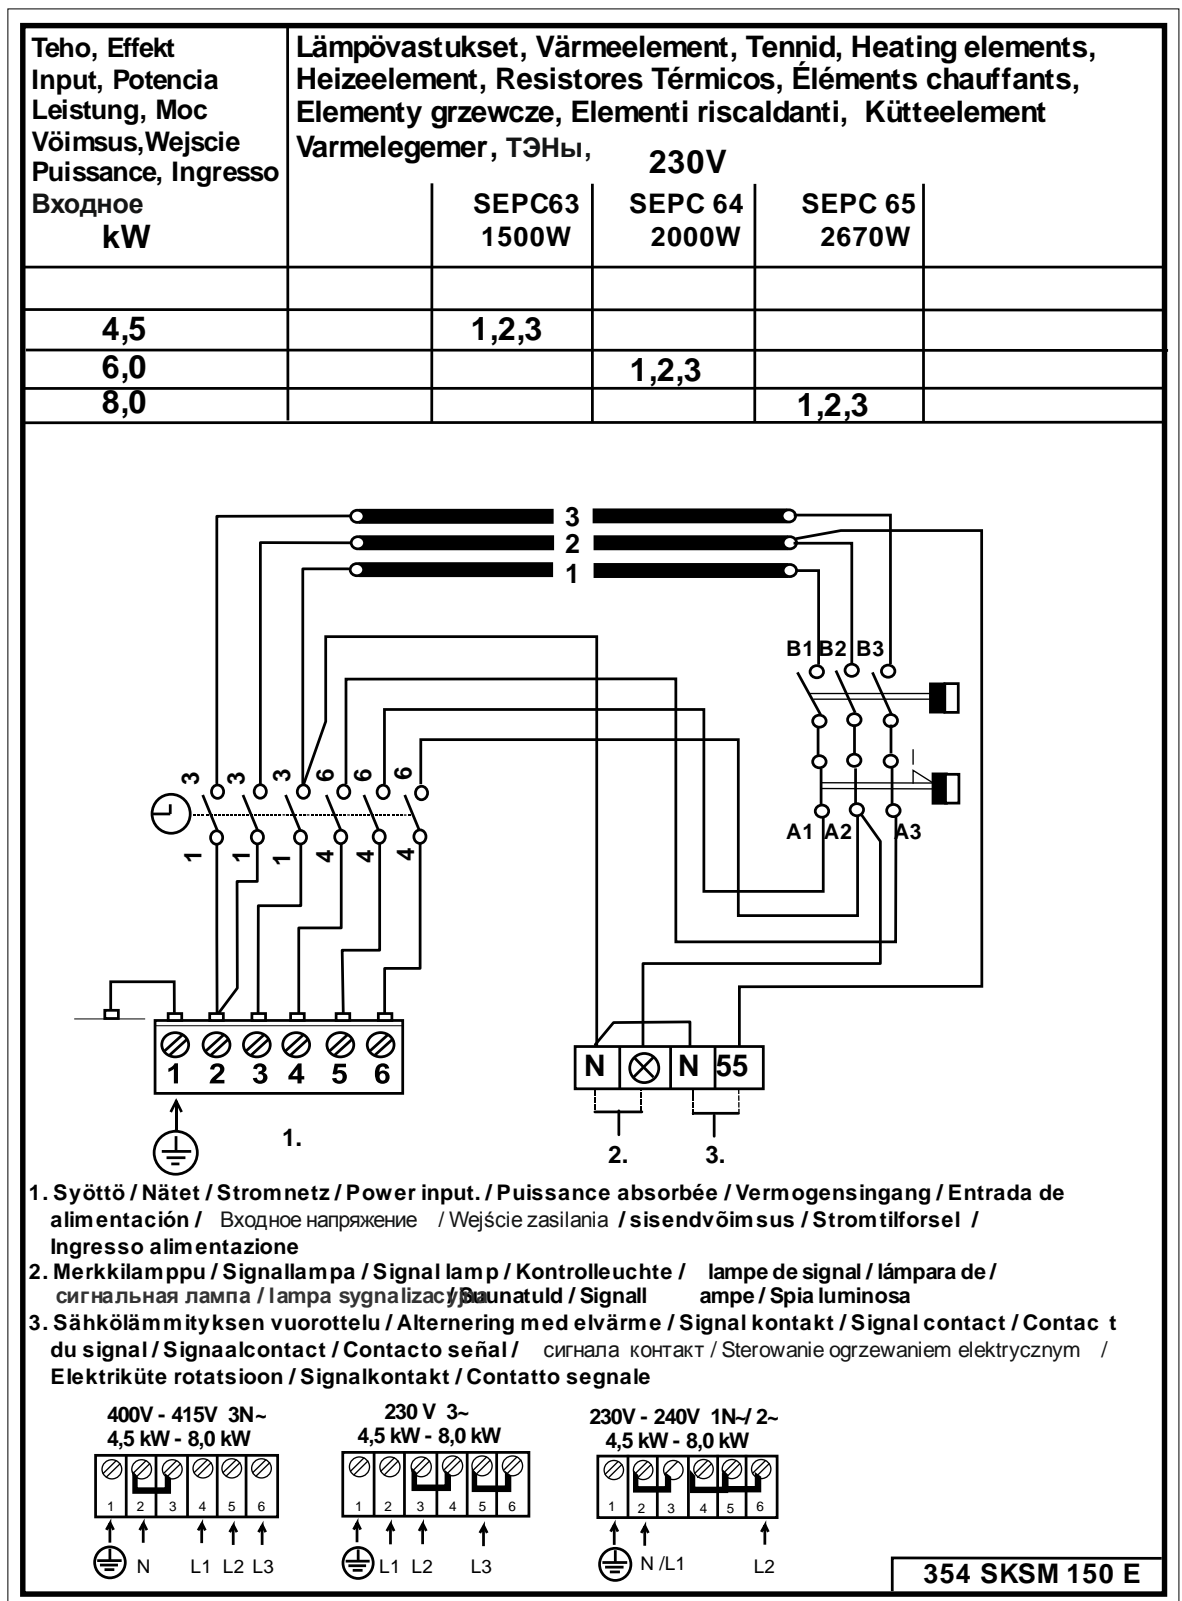 Teho, Effekt
Input, Potencia
Leistung, Moc
Vöimsus,Wejscie
Puissance, Ingresso
Входное
kW
Lämpövastukset, Värmeelement, Tennid, Heating elements,
Heizeelement, Resistores Térmicos, Éléments chauffants,
Elementy grzewcze, Elementi riscaldanti, Kütteelement
Varmelegemer, ТЭНы,
230V
SEPC63 SEPC 64 SEPC 65
1500W 2000W 2670W
4,5 1,2,3
6,0 1,2,3
8,0 1,2,3
3
2
1
B1 B2 B3
3 3 3 6 6 6
A1 A2 A3
1 1 1 4 4 4
1 2 3 4 5 6
N N 55
1.
2. 3.
1. Syöttö / Nätet / Stromnetz / Power input. / Puissance absorbée / Vermogensingang / Entrada de
alimentación / Входное напряжение / Wejście zasilania / sisendvõimsus / Stromtilforsel /
Ingresso alimentazione
2. Merkkilamppu / Signallampa / Signal lamp / Kontrolleuchte / lampe de signal / lámpara de /
сигнальная лампа / lampa sygnalizacyjna / Suunatuld / Signall ampe / Spia luminosa
3. Sähkölämmityksen vuorottelu / Alternering med elvärme / Signal kontakt / Signal contact / Contac t
du signal / Signaalcontact / Contacto señal / сигнала контакт / Sterowanie ogrzewaniem elektrycznym /
Elektriküte rotatsioon / Signalkontakt / Contatto segnale
400V - 415V 3N~
4,5 kW - 8,0 kW
1 2 3 4 5 6
N L1 L2 L3
230 V 3~
4,5 kW - 8,0 kW
1 2 3 4 5 6
L1 L2 L3
230V - 240V 1N~/ 2~
4,5 kW - 8,0 kW
1 2 3 4 5 6
N /L1 L2
354 SKSM 150 E